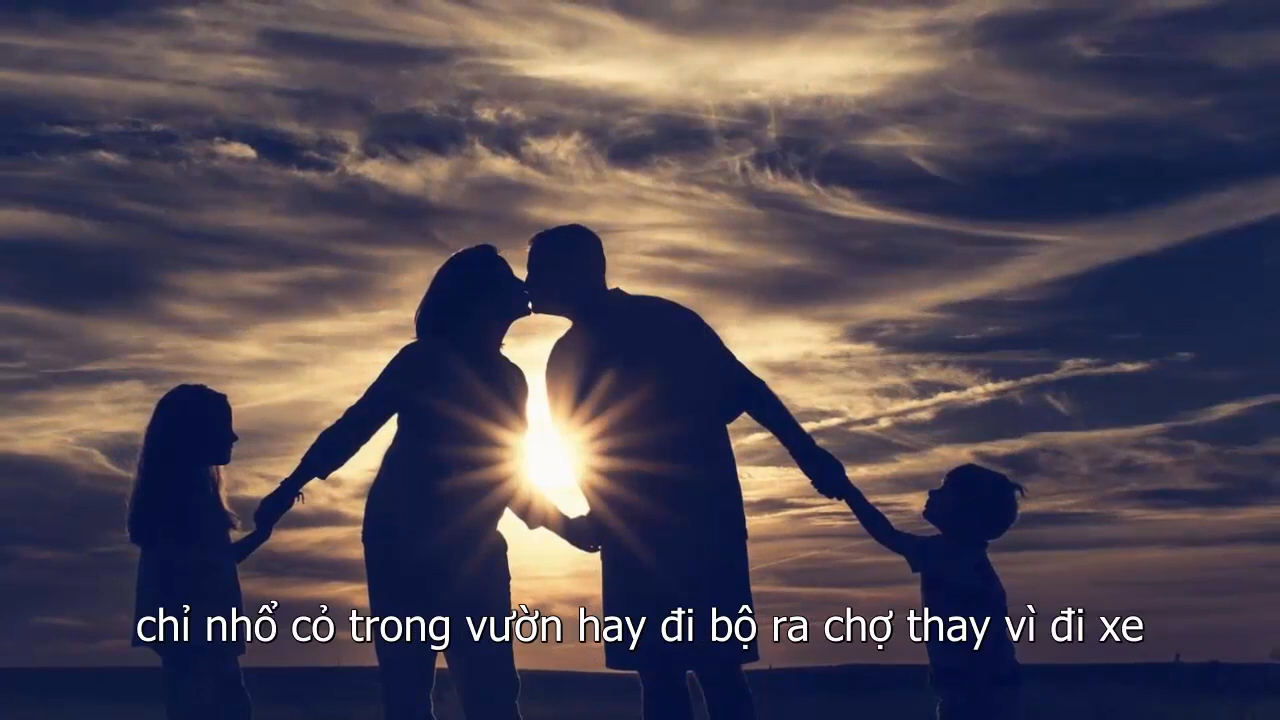 chỉ nhổ cỏ trong vườn hay đi bộ ra chợ thay vì đi xe